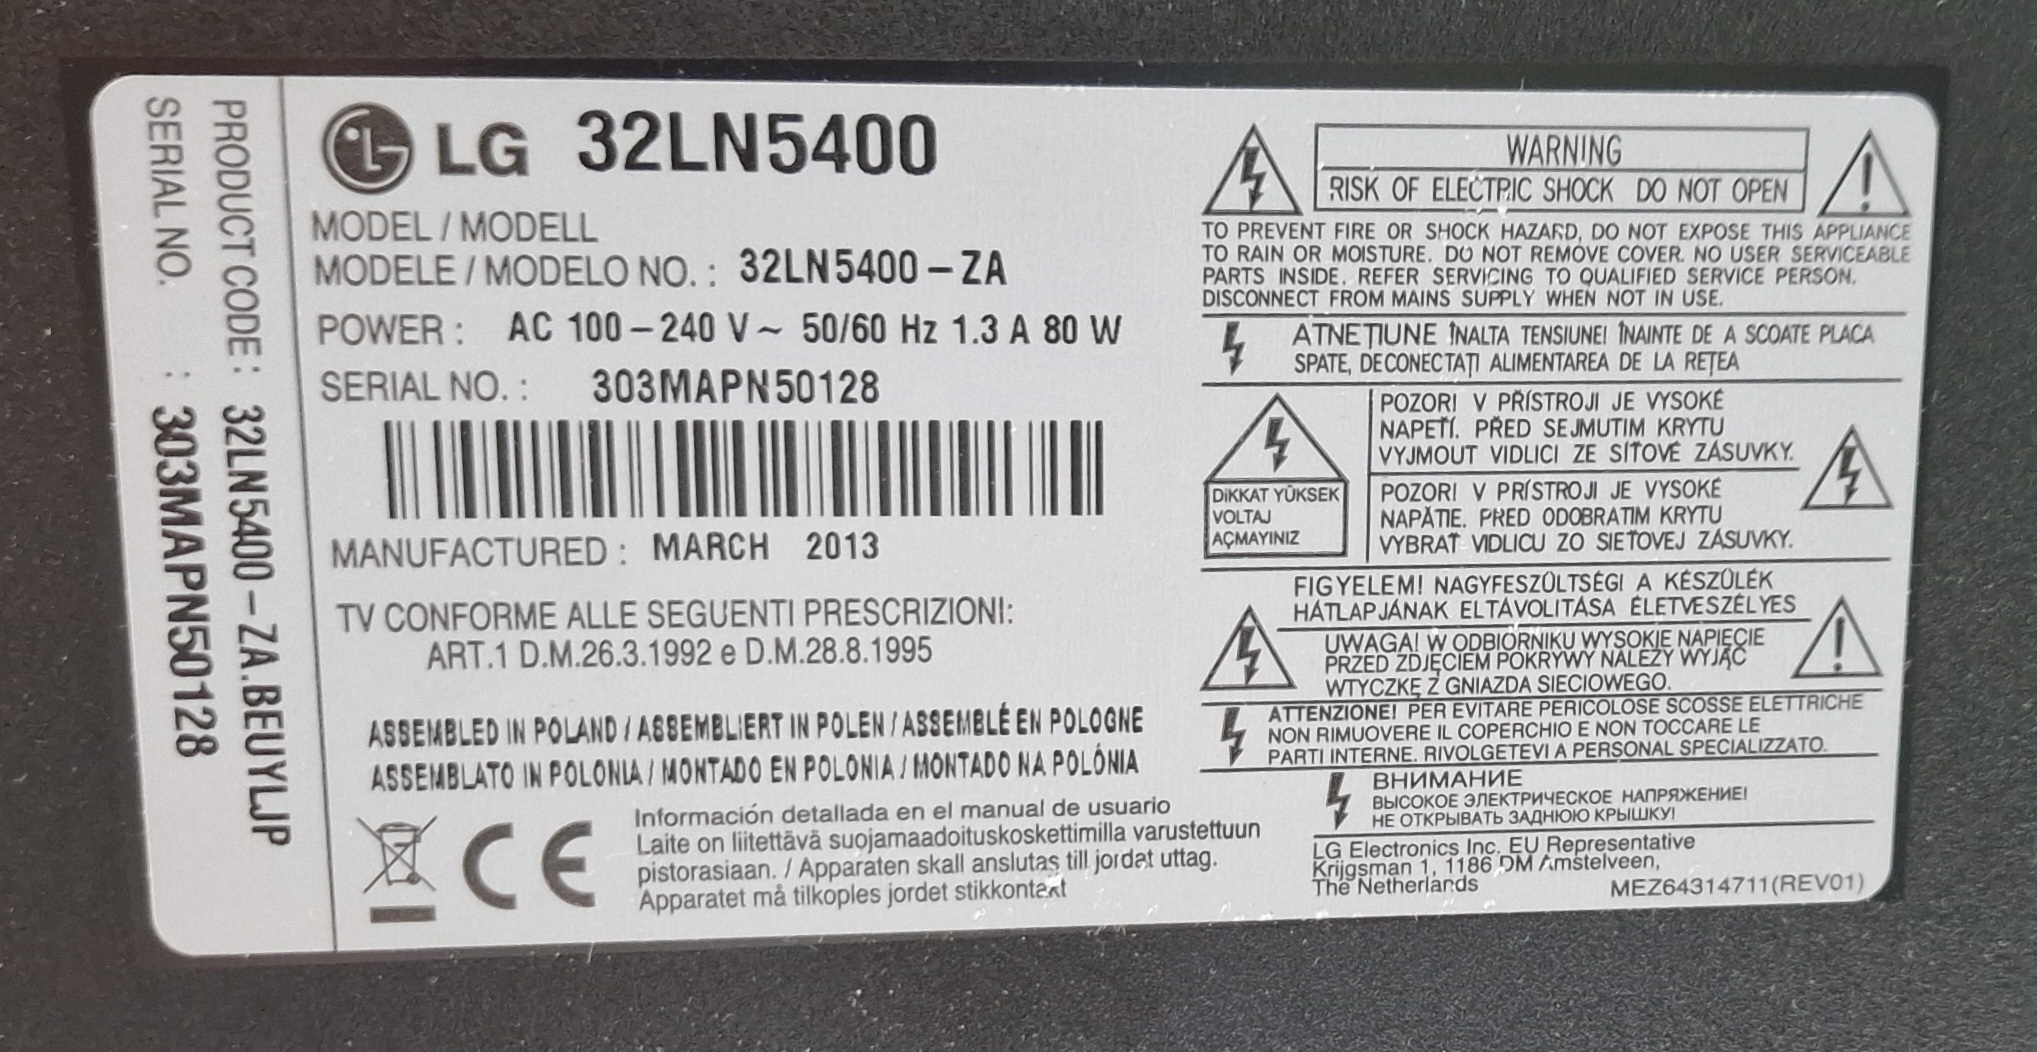 PRODUCT CODE : 32LN5400-ZA.BEUYLJP
SERIAL NO. : 303MAPN50128
LG 32LN5400
MODEL / MODELL
MODELE / MODELO NO. : 32LN5400-ZA
POWER : AC 100-240 V~ 50/60 Hz 1.3 A 80 W
SERIAL NO. : 303MAPN50128
MANUFACTURED : MARCH 2013
TV CONFORME ALLE SEGUENTI PRESCRIZIONI:
ART.1 D.M.26.3.1992 e D.M.28.8.1995
ASSEMBLED IN POLAND / ASSEMBLIERT IN POLEN / ASSEMBLÉ EN POLOGNE
ASSEMBLATO IN POLONIA / MONTADO EN POLONIA / MONTADO NA POLÓNIA
CE
Información detallada en el manual de usuario
Laite on liitettävä suojamaadoituskoskettimilla varustettuun
pistorasiaan. / Apparaten skall anslutas till jordat uttag.
Apparatet må tilkoples jordet stikkontakt
WARNING
RISK OF ELECTRIC SHOCK DO NOT OPEN
TO PREVENT FIRE OR SHOCK HAZARD, DO NOT EXPOSE THIS APPLIANCE
TO RAIN OR MOISTURE. DO NOT REMOVE COVER. NO USER SERVICEABLE
PARTS INSIDE. REFER SERVICING TO QUALIFIED SERVICE PERSON.
DISCONNECT FROM MAINS SUPPLY WHEN NOT IN USE.
ATNEȚIUNE ÎNALTA TENSIUNE! ÎNAINTE DE A SCOATE PLACA
SPATE, DECONECTAȚI ALIMENTAREA DE LA REȚEA
DİKKAT YÜKSEK
VOLTAJ
AÇMAYINIZ
POZORI V PŘÍSTROJI JE VYSOKÉ
NAPETÍ. PŘED SEJMUTIM KRYTU
VYJMOUT VIDLICI ZE SÍŤOVÉ ZÁSUVKY.
POZORI V PRÍSTROJI JE VYSOKÉ
NAPÄTIE. PRED ODOBRATIM KRYTU
VYBRAŤ VIDLICU ZO SIEŤOVEJ ZÁSUVKY.
FIGYELEM! NAGYFESZÜLTSÉGI A KÉSZÜLÉK
HÁTLAPJÁNAK ELTÁVOLITÁSA ÉLETVESZÉLYES
UWAGA! W ODBIORNIKU WYSOKIE NAPIĘCIE
PRZED ZDJĘCIEM POKRYWY NALEŻY WYJĄĆ
WTYCZKĘ Z GNIAZDA SIECIOWEGO.
ATTENZIONE! PER EVITARE PERICOLOSE SCOSSE ELETTRICHE
NON RIMUOVERE IL COPERCHIO E NON TOCCARE LE
PARTI INTERNE. RIVOLGETEVI A PERSONAL SPECIALIZZATO.
ВНИМАНИЕ
ВЫСОКОЕ ЭЛЕКТРИЧЕСКОЕ НАПРЯЖЕНИЕ!
НЕ ОТКРЫВАТЬ ЗАДНЮЮ КРЫШКУ!
LG Electronics Inc. EU Representative
Krijgsman 1, 1186 DM Amstelveen,
The Netherlands
MEZ64314711(REV01)